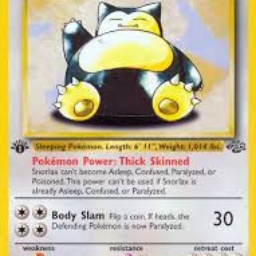 Sleeping Pokémon. Length: 6' 11", Weight: 1,014 lbs.
Pokémon Power: Thick Skinned
Snorlax can't become Asleep, Confused, Paralyzed, or
Poisoned. This power can't be used if Snorlax is
already Asleep, Confused, or Paralyzed.
Body Slam Flip a coin. If heads, the
Defending Pokémon is now Paralyzed.
30
weakness resistance retreat cost